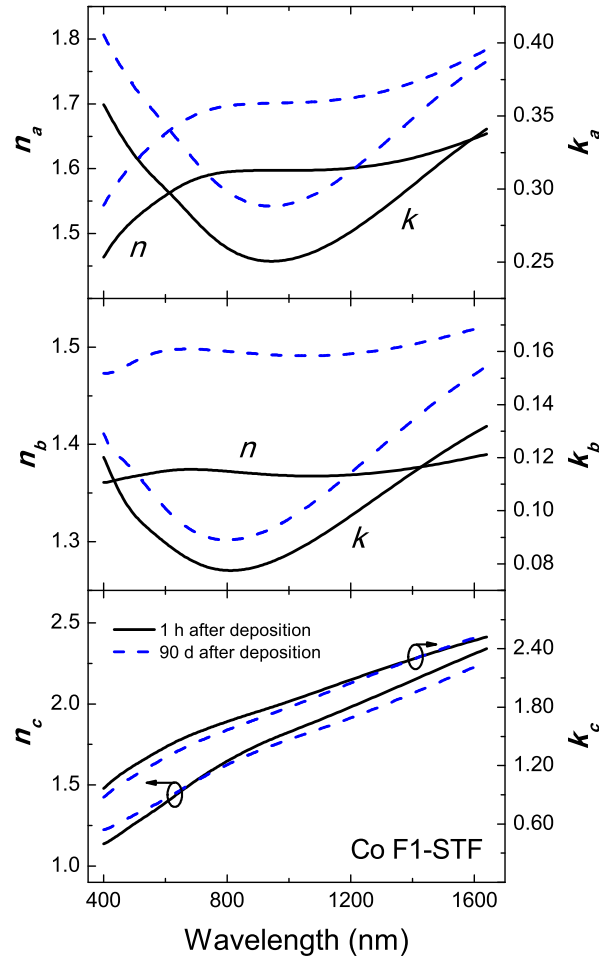 1.8
1.7
1.6
1.5
n_a
0.40
0.35
0.30
0.25
k_a
n
k
1.5
1.4
1.3
n_b
0.16
0.14
0.12
0.10
0.08
k_b
n
k
2.5
2.0
1.5
1.0
n_c
1 h after deposition
90 d after deposition
2.40
1.80
1.20
0.60
k_c
Co F1-STF
400 800 1200 1600
Wavelength (nm)